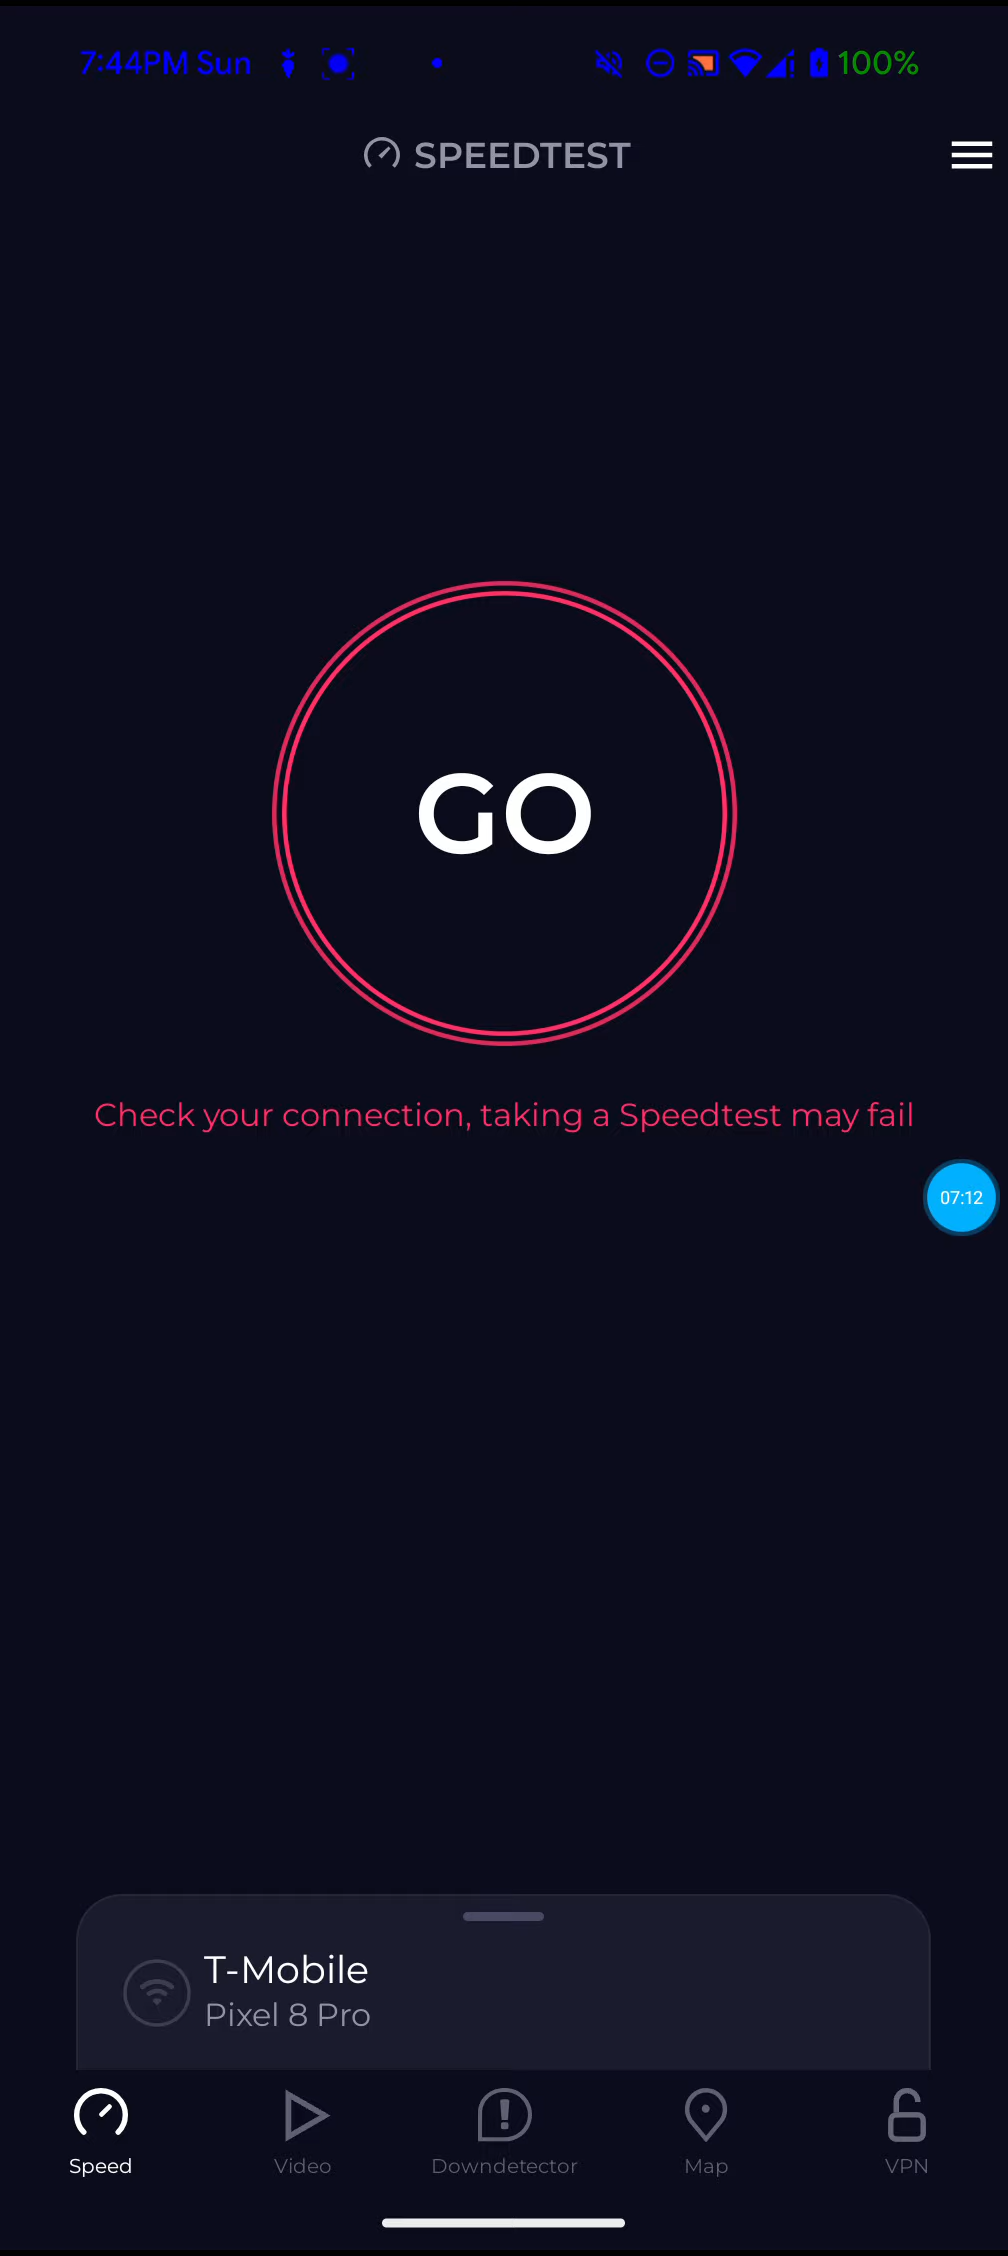 7:44PM Sun 100%
SPEEDTEST
GO
Check your connection, taking a Speedtest may fail
07:12
T-Mobile
Pixel 8 Pro
Speed Video Downdetector Map VPN